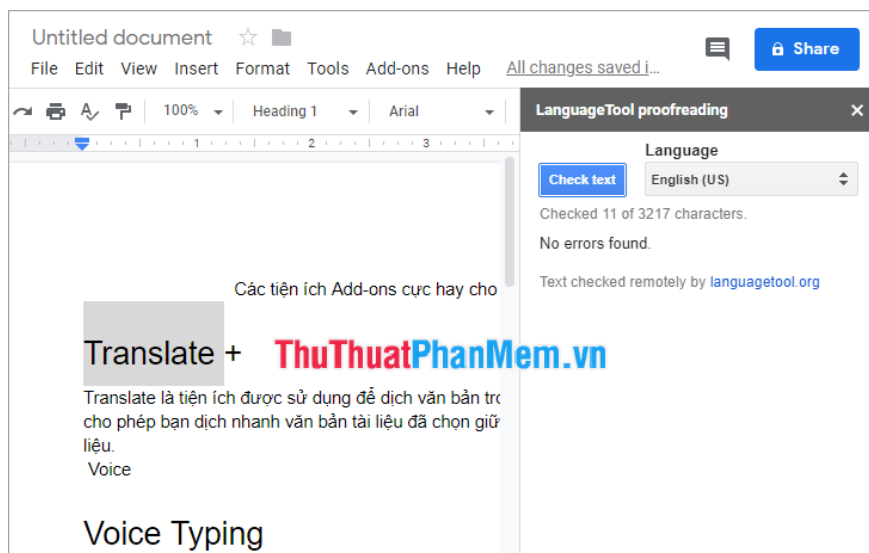 Untitled document
File Edit View Insert Format Tools Add-ons Help All changes saved i...
Share
100% Heading 1 Arial
1 2 3
LanguageTool proofreading
Language
Check text English (US)
Checked 11 of 3217 characters.
No errors found.
Text checked remotely by languagetool.org
Các tiện ích Add-ons cực hay cho
Translate +
ThuThuatPhanMem.vn
Translate là tiện ích được sử dụng để dịch văn bản tro
cho phép bạn dịch nhanh văn bản tài liệu đã chọn giữ
liệu.
Voice
Voice Typing